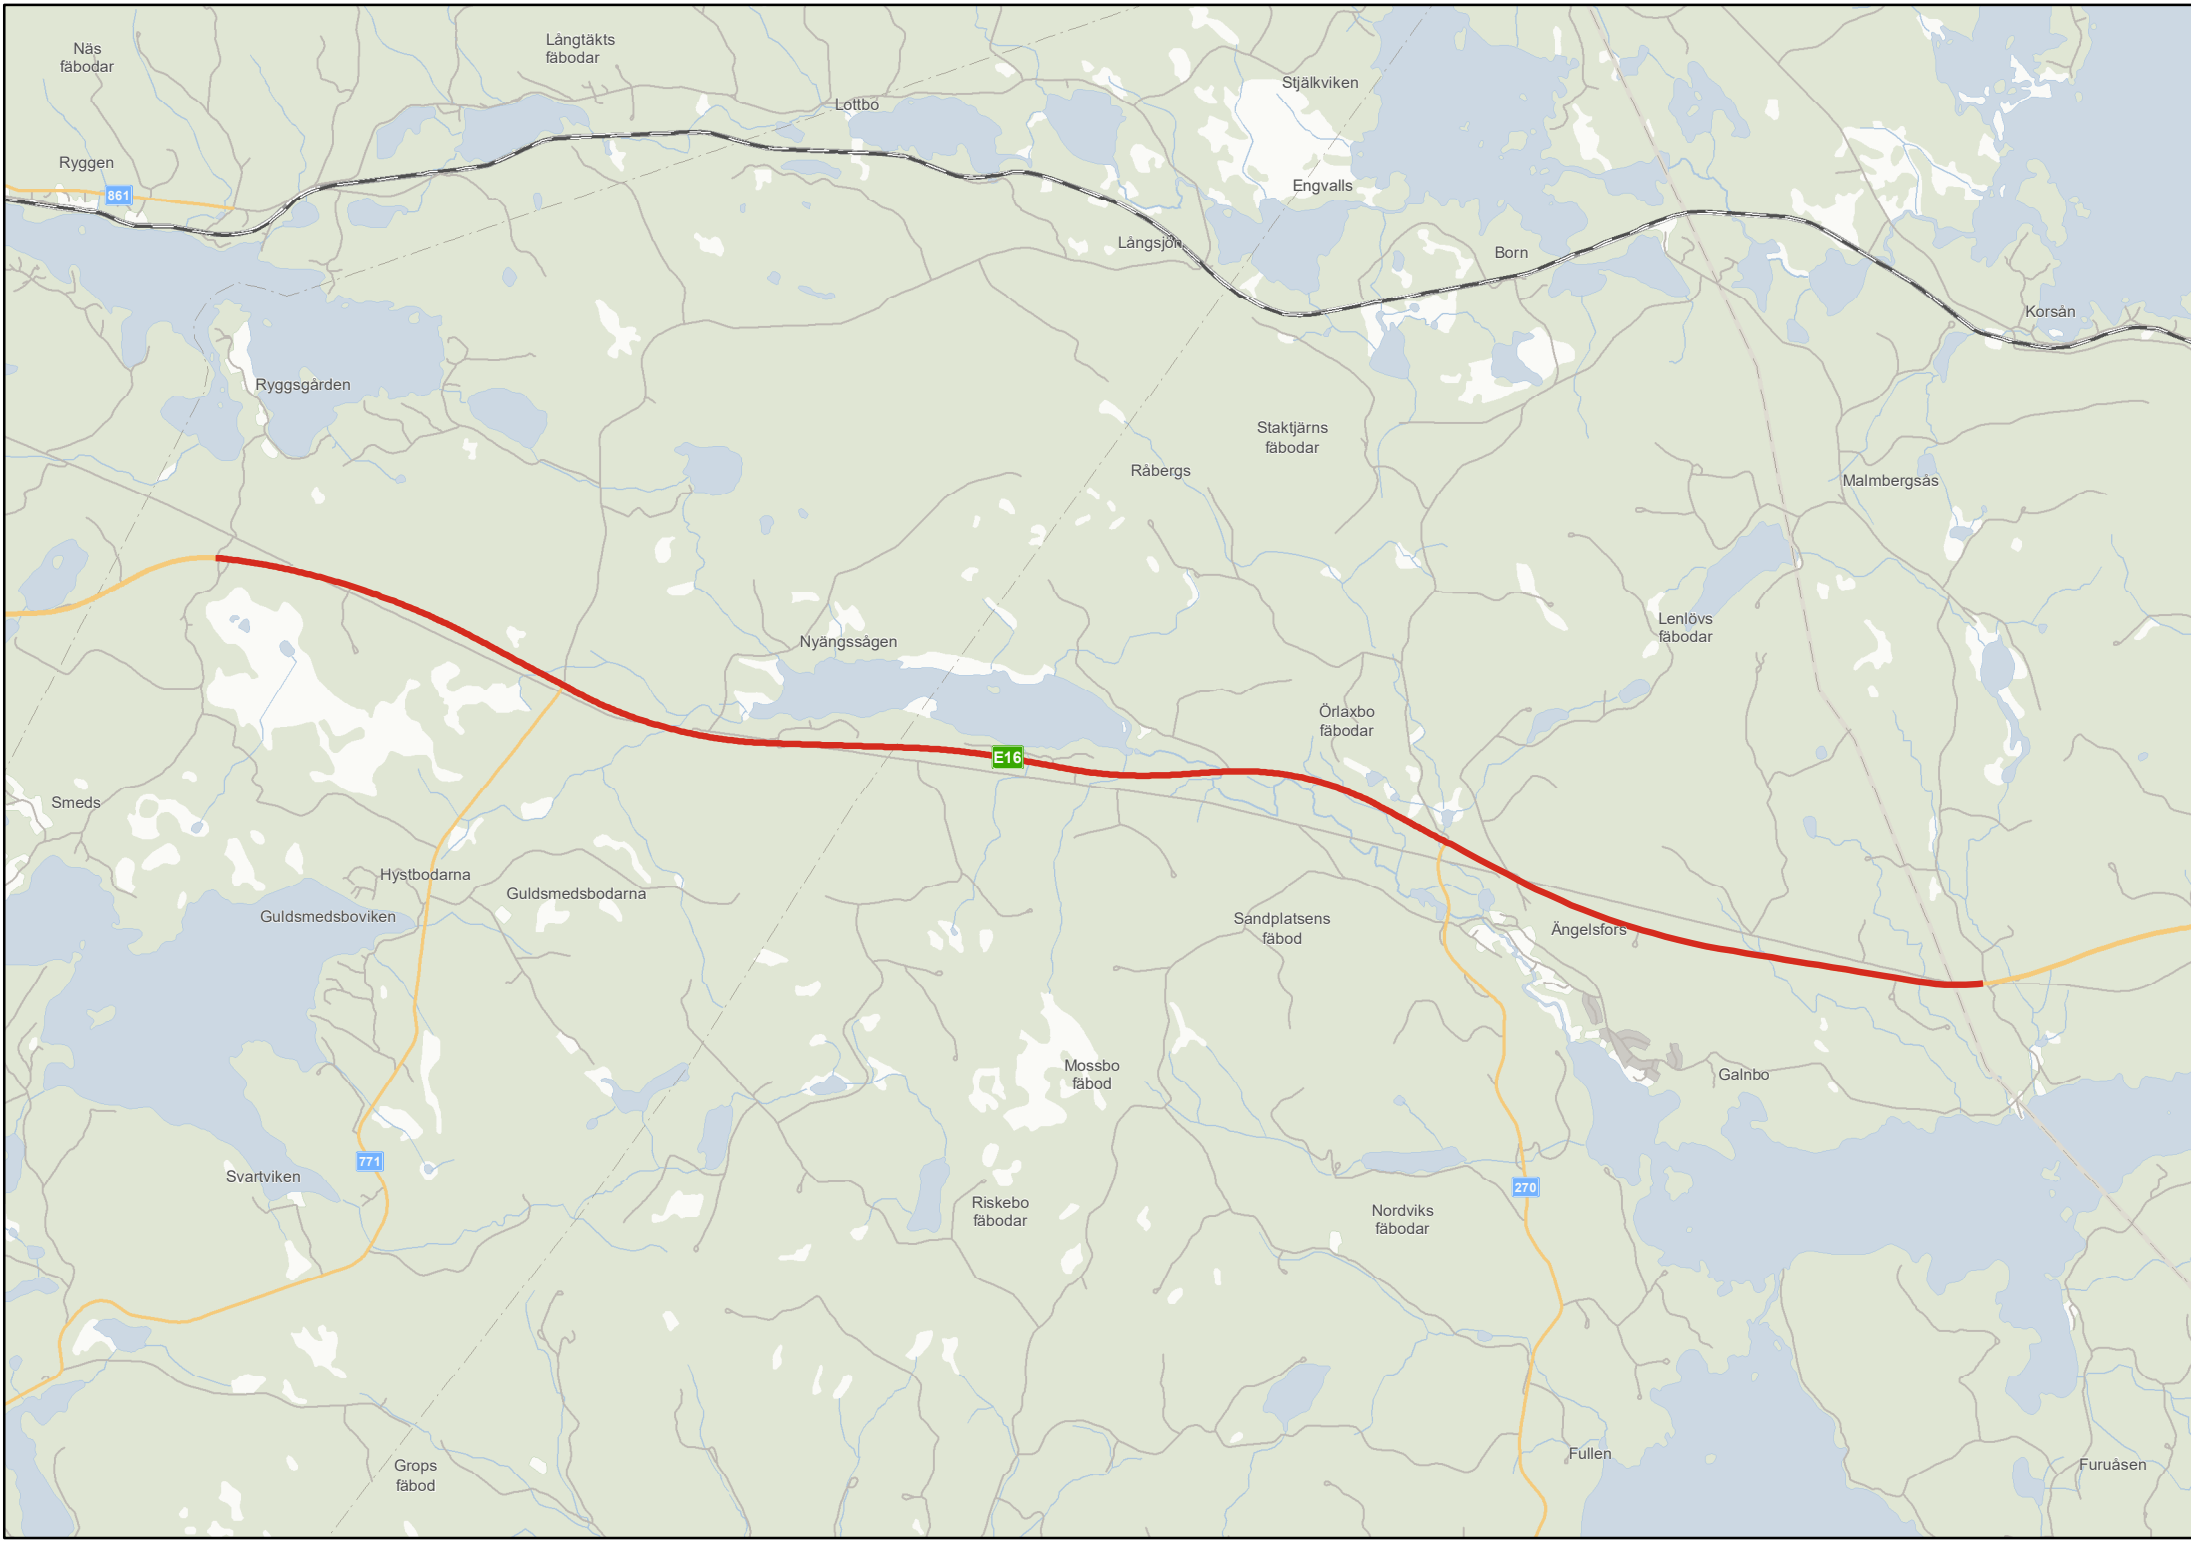 Näs
fäbodar
Långtäkts
fäbodar
Lottbo
Stjälkviken
Ryggen
861
Engvalls
Långsjön
Born
Korsån
Ryggsgården
Staktjärns
fäbodar
Råbergs
Malmbergsås
Nyängssågen
Lenlövs
fäbodar
Örlaxbo
fäbodar
E16
Smeds
Hystbodarna
Guldsmedsbodarna
Guldsmedsboviken
Sandplatsens
fäbod
Ängelsfors
Mossbo
fäbod
Galnbo
771
Svartviken
270
Riskebo
fäbodar
Nordviks
fäbodar
Grops
fäbod
Fullen
Furuåsen